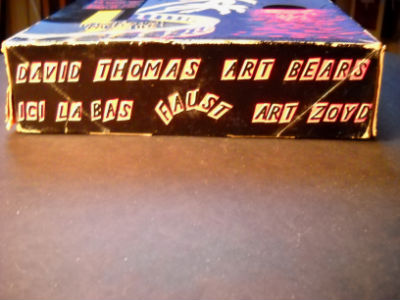 DAVID THOMAS ART BEARS
ICI LA BAS FAUST ART ZOYD